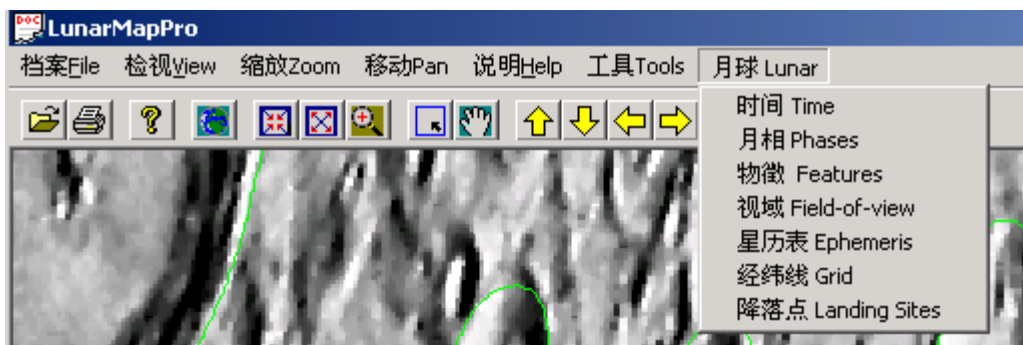 LunarMapPro
档案File 检视View 缩放Zoom 移动Pan 说明Help 工具Tools 月球 Lunar
时间 Time
月相 Phases
物徵 Features
视域 Field-of-view
星历表 Ephemeris
经纬线 Grid
降落点 Landing Sites